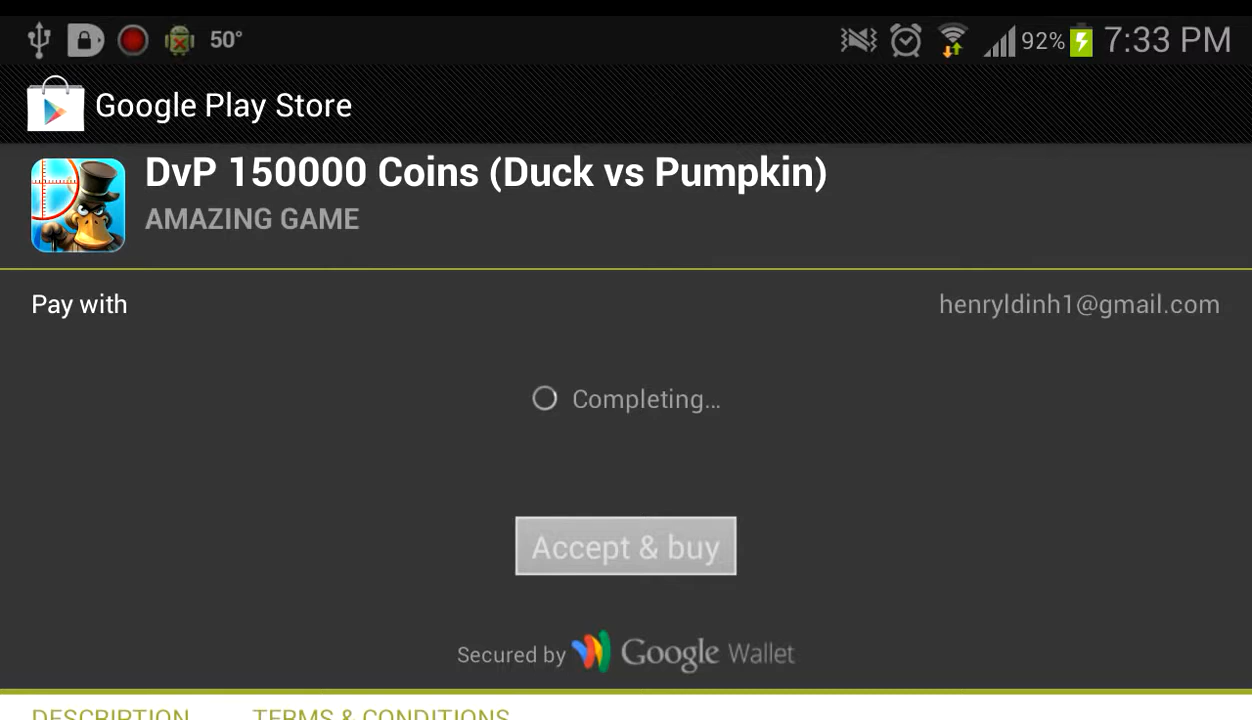 50°
92%
7:33 PM
Google Play Store
DvP 150000 Coins (Duck vs Pumpkin)
AMAZING GAME
Pay with
henryldinh1@gmail.com
Completing...
Accept & buy
Secured by Google Wallet
DESCRIPTION
TERMS & CONDITIONS